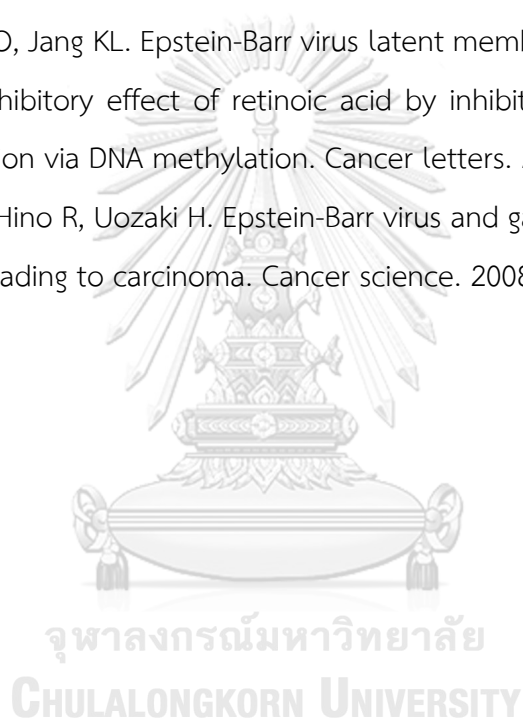 O, Jang KL. Epstein-Barr virus latent memb
hibitory effect of retinoic acid by inhibit
on via DNA methylation. Cancer letters.
Hino R, Uozaki H. Epstein-Barr virus and ga
ading to carcinoma. Cancer science. 2008
จุฬาลงกรณ์มหาวิทยาลัย
CHULALONGKORN UNIVERSITY